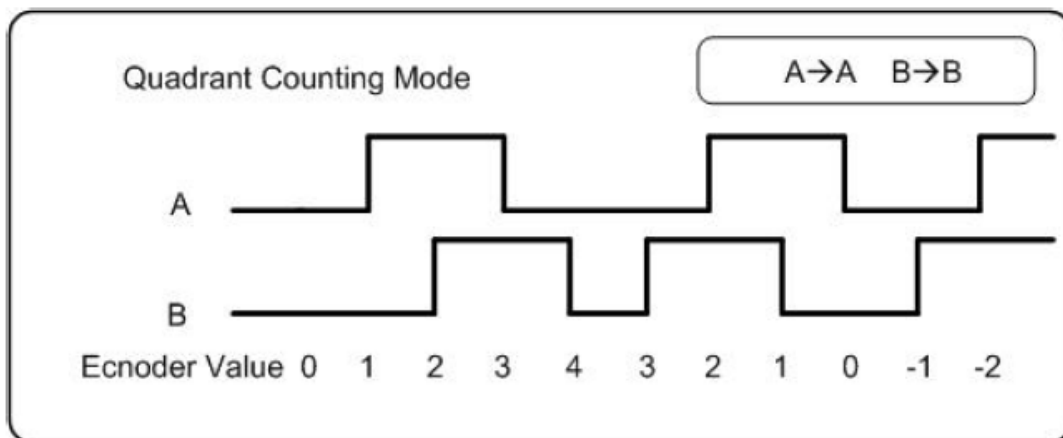 Quadrant Counting Mode
A→A B→B
A
B
Ecnoder Value 0 1 2 3 4 3 2 1 0 -1 -2